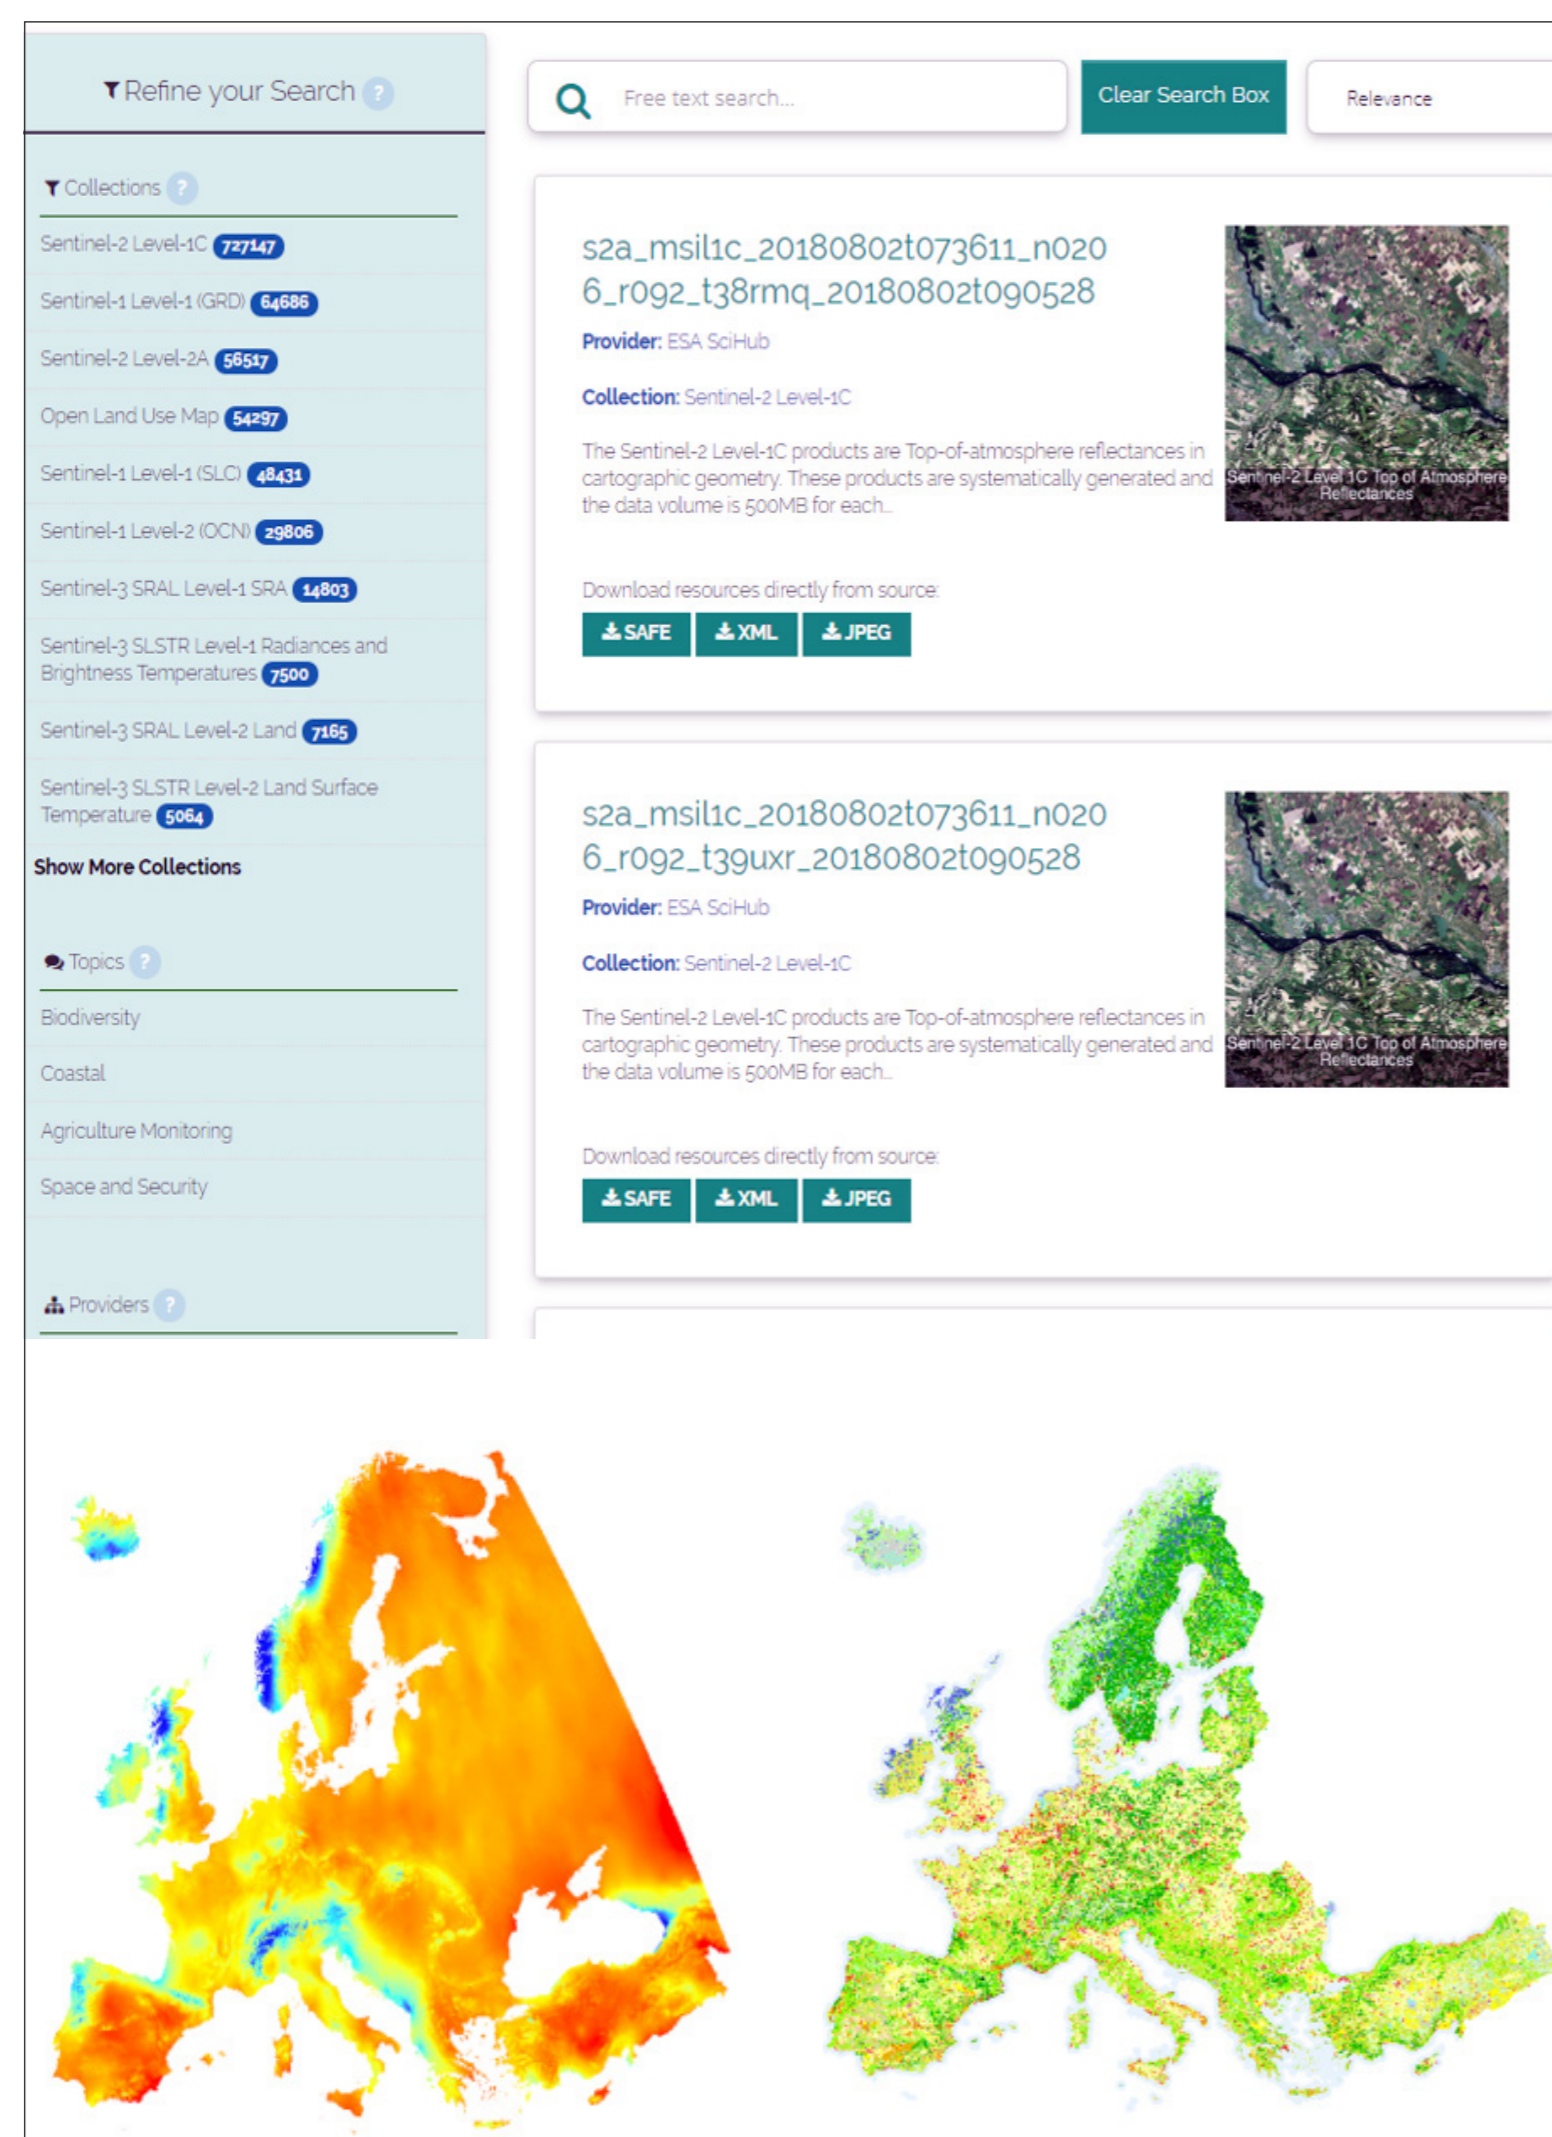 Refine your Search ?
Collections ?
Sentinel-2 Level-1C 727147
Sentinel-1 Level-1 (GRD) 64686
Sentinel-2 Level-2A 56517
Open Land Use Map 54297
Sentinel-1 Level-1 (SLC) 48431
Sentinel-1 Level-2 (OCN) 29806
Sentinel-3 SRAL Level-1 SRA 14803
Sentinel-3 SLSTR Level-1 Radiances and
Brightness Temperatures 7500
Sentinel-3 SRAL Level-2 Land 7165
Sentinel-3 SLSTR Level-2 Land Surface
Temperature 5064
Show More Collections
Topics ?
Biodiversity
Coastal
Agriculture Monitoring
Space and Security
Providers ?
Free text search...
Clear Search Box
Relevance
s2a_msil1c_20180802t073611_n020
6_r092_t38rmq_20180802t090528
Provider: ESA SciHub
Collection: Sentinel-2 Level-1C
The Sentinel-2 Level-1C products are Top-of-atmosphere reflectances in
cartographic geometry. These products are systematically generated and
the data volume is 500MB for each...
Sentinel-2 Level 1C Top of Atmosphere
Reflectances
Download resources directly from source:
SAFE XML JPEG
s2a_msil1c_20180802t073611_n020
6_r092_t39uxr_20180802t090528
Provider: ESA SciHub
Collection: Sentinel-2 Level-1C
The Sentinel-2 Level-1C products are Top-of-atmosphere reflectances in
cartographic geometry. These products are systematically generated and
the data volume is 500MB for each...
Sentinel-2 Level 1C Top of Atmosphere
Reflectances
Download resources directly from source:
SAFE XML JPEG